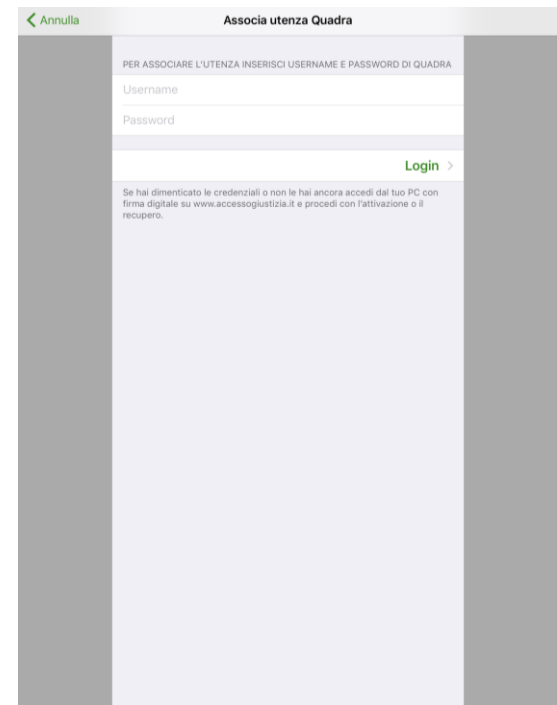 Annulla
Associa utenza Quadra
PER ASSOCIARE L'UTENZA INSERISCI USERNAME E PASSWORD DI QUADRA
Username
Password
Login
Se hai dimenticato le credenziali o non le hai ancora accedi dal tuo PC con
firma digitale su www.accessogiustizia.it e procedi con l'attivazione o il
recupero.